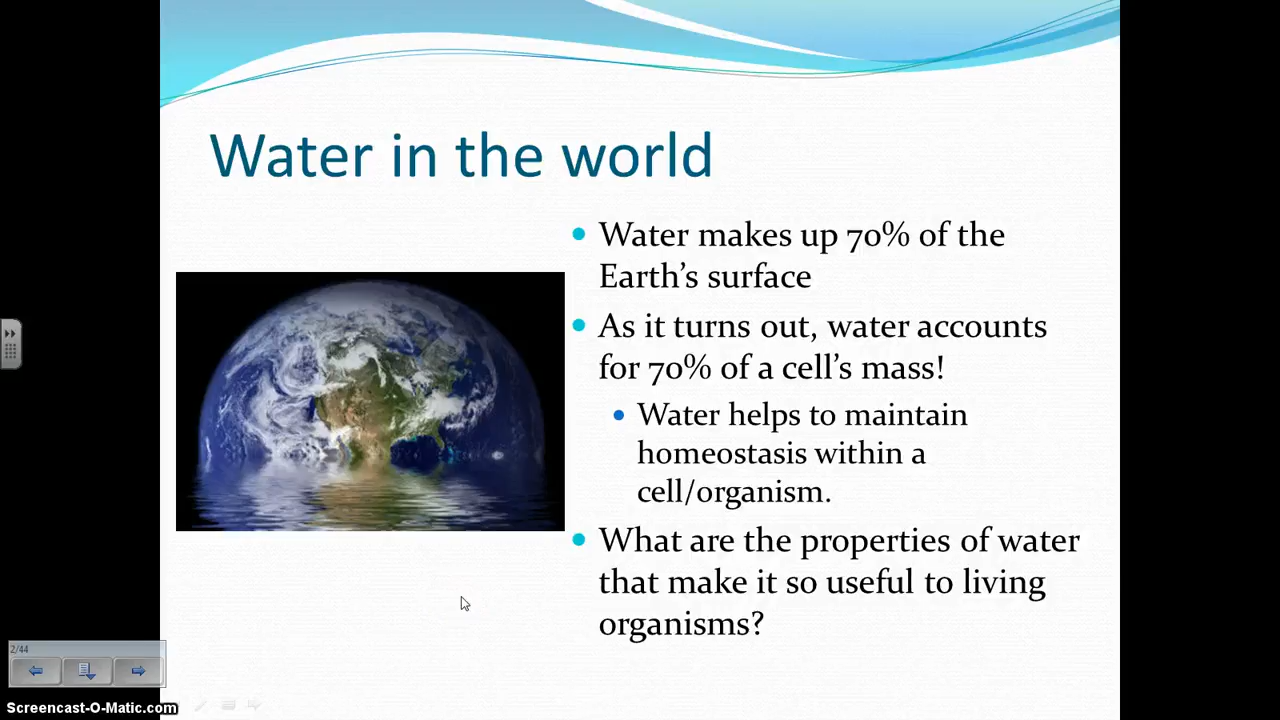 Water in the world
Water makes up 70% of the
Earth's surface
As it turns out, water accounts
for 70% of a cell's mass!
Water helps to maintain
homeostasis within a
cell/organism.
What are the properties of water
that make it so useful to living
organisms?
2/44
Screencast-O-Matic.com